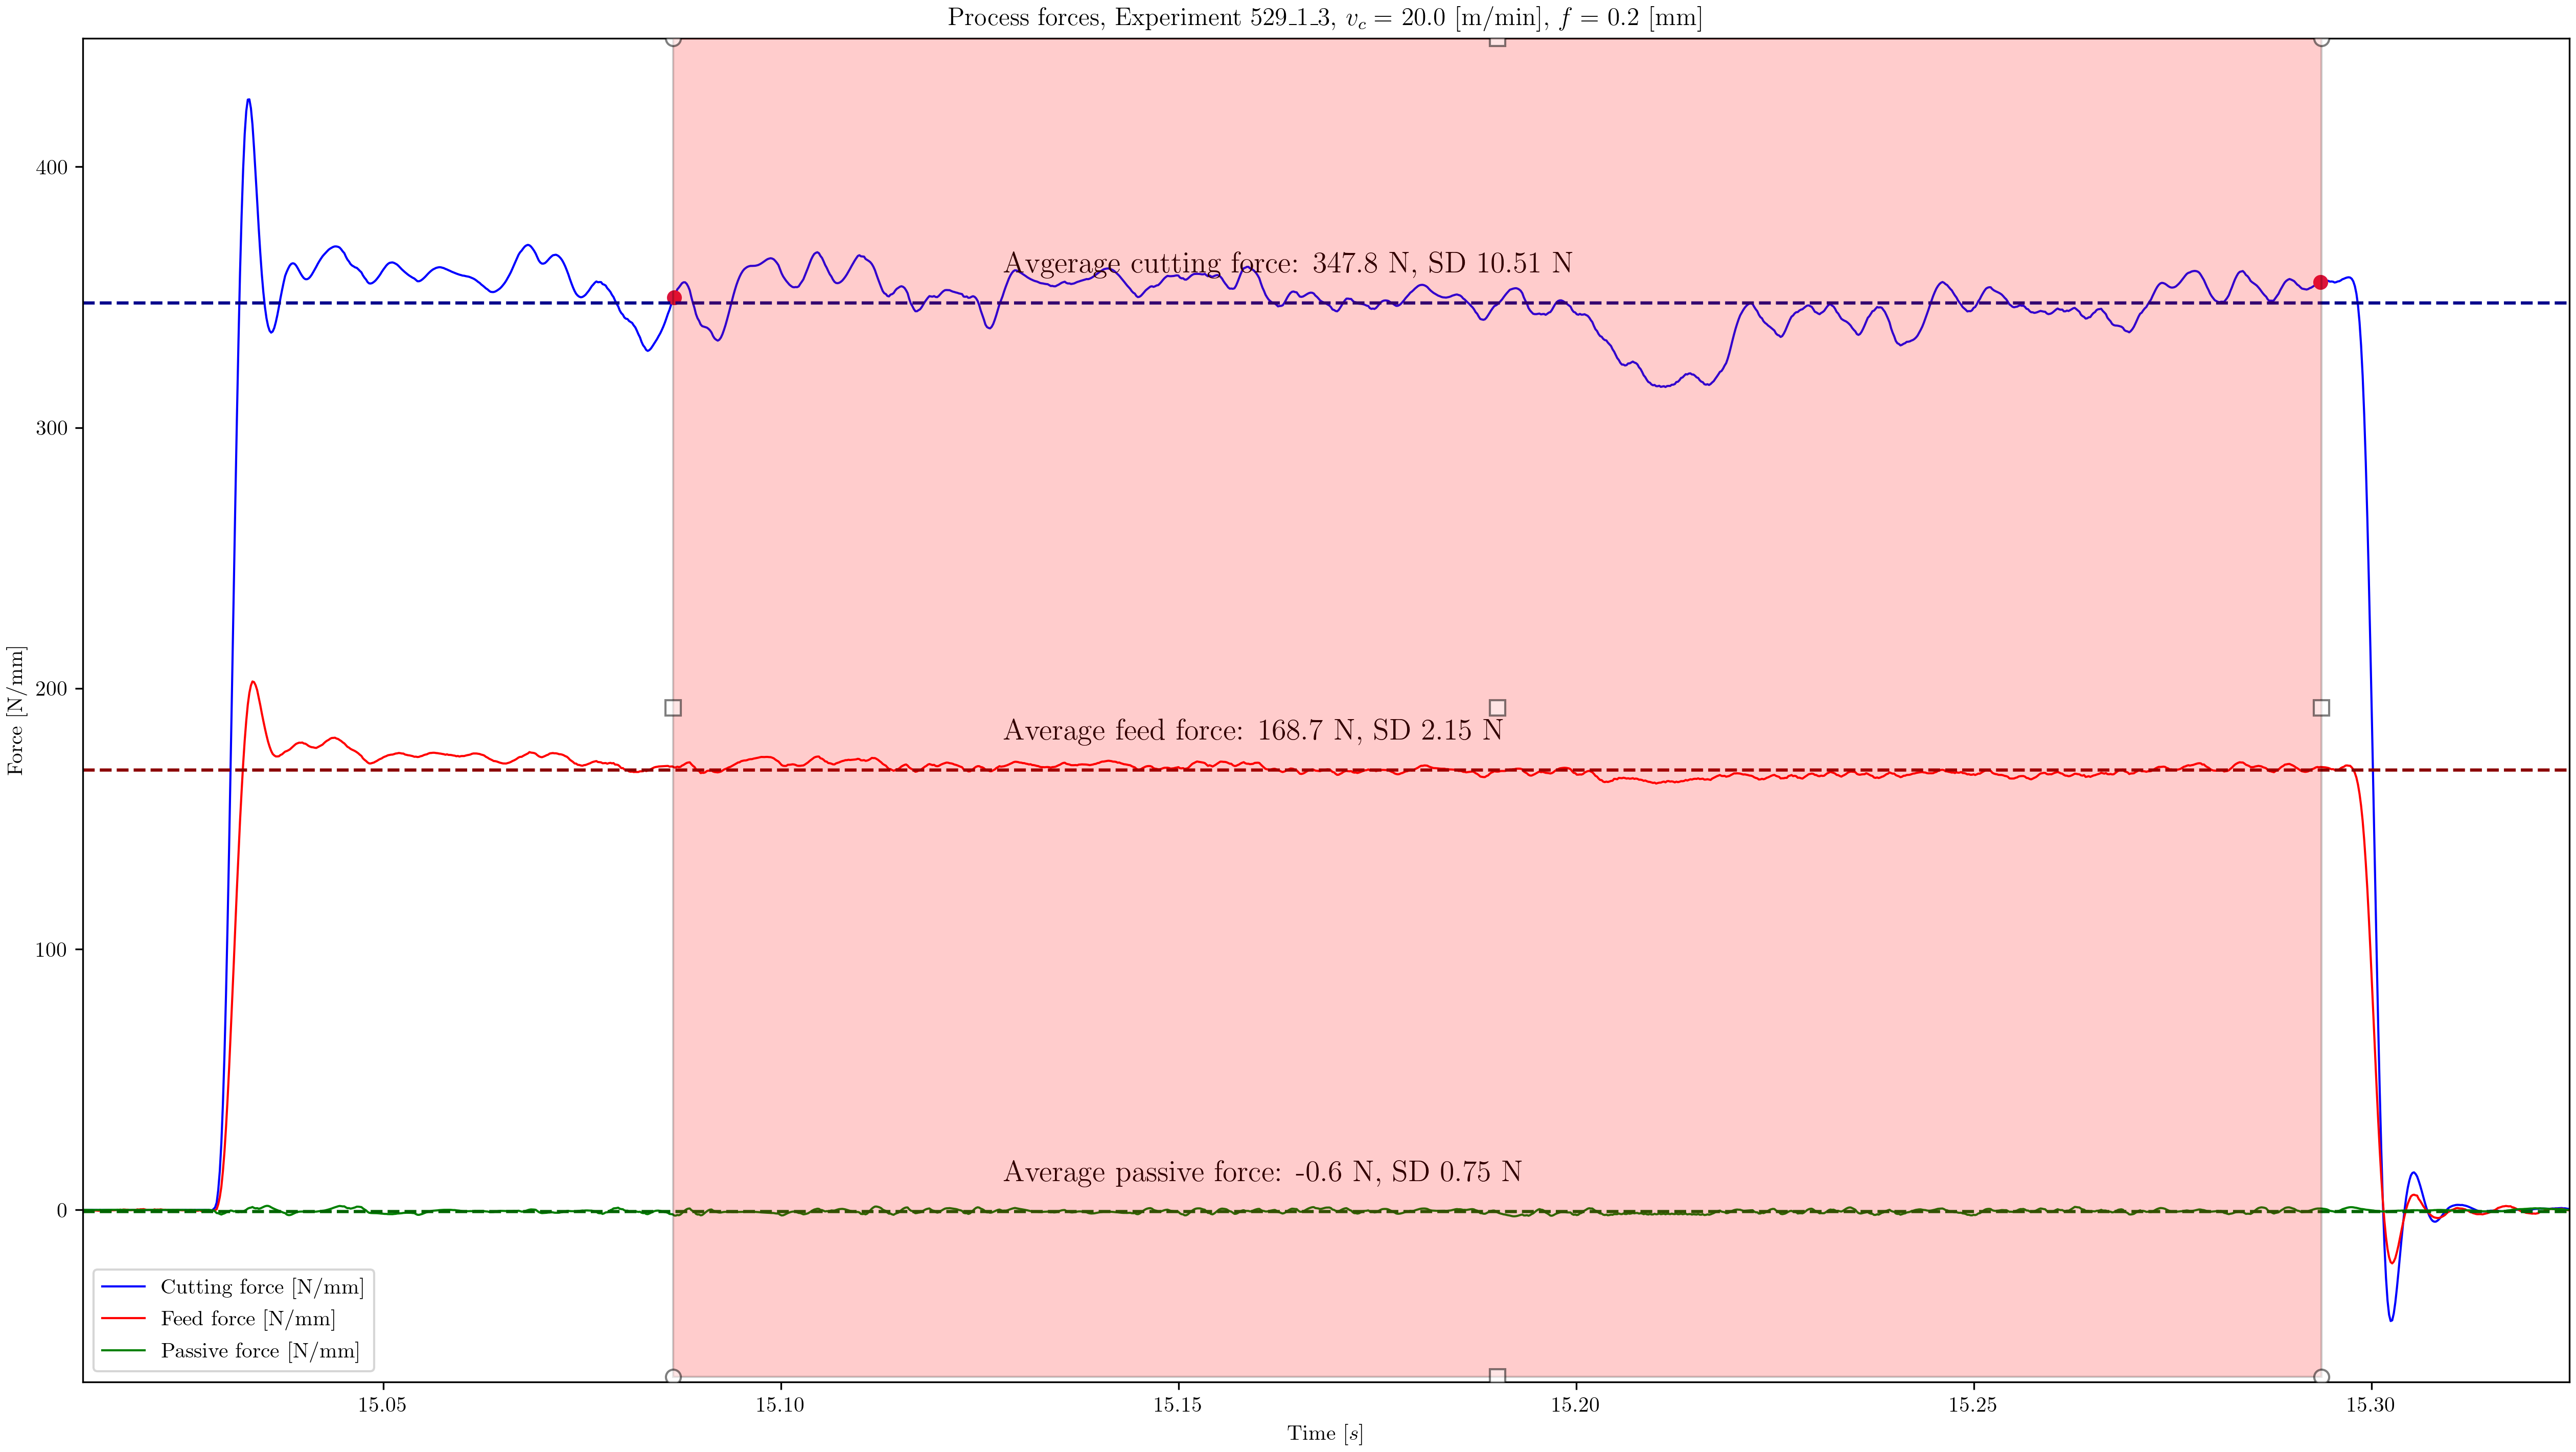 Process forces, Experiment 529_1_3, v_c = 20.0 [m/min], f = 0.2 [mm]
400
300
200
100
0
Force [N/mm]
Avgerage cutting force: 347.8 N, SD 10.51 N
Average feed force: 168.7 N, SD 2.15 N
Average passive force: -0.6 N, SD 0.75 N
Cutting force [N/mm]
Feed force [N/mm]
Passive force [N/mm]
15.05 15.10 15.15 15.20 15.25 15.30
Time [s]